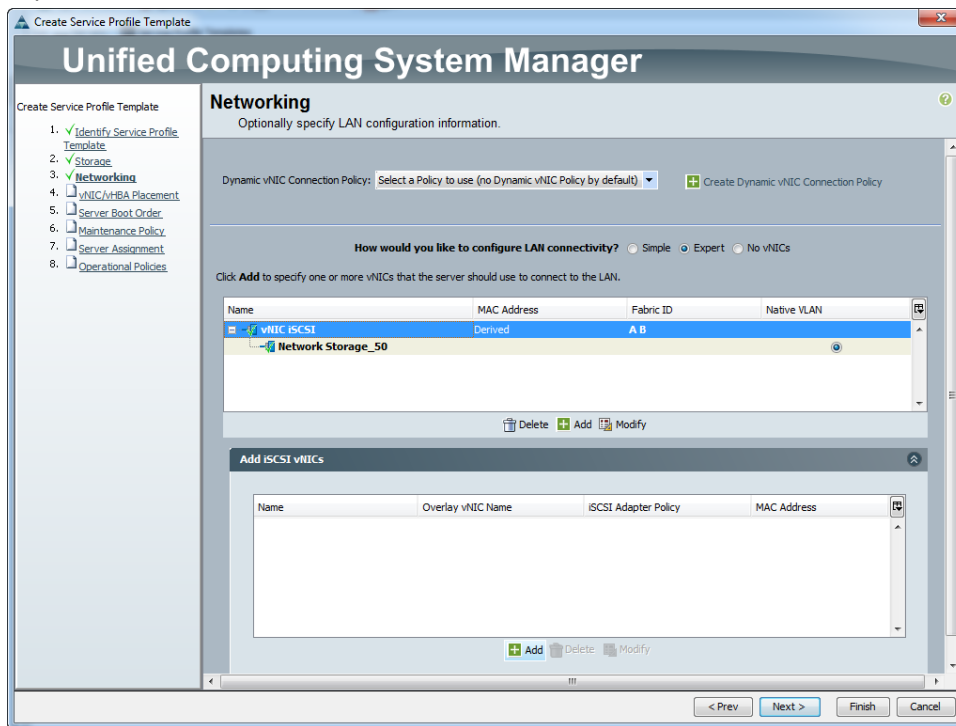 Create Service Profile Template
Unified Computing System Manager
Create Service Profile Template
1. Identify Service Profile
Template
2. Storage
3. Networking
4. vNIC/vHBA Placement
5. Server Boot Order
6. Maintenance Policy
7. Server Assignment
8. Operational Policies
Networking
Optionally specify LAN configuration information.
Dynamic vNIC Connection Policy: Select a Policy to use (no Dynamic vNIC Policy by default) Create Dynamic vNIC Connection Policy
How would you like to configure LAN connectivity? Simple Expert No vNICs
Click Add to specify one or more vNICs that the server should use to connect to the LAN.
Name MAC Address Fabric ID Native VLAN
vNIC iSCSI Derived A B
Network Storage_50
Delete Add Modify
Add iSCSI vNICs
Name Overlay vNIC Name iSCSI Adapter Policy MAC Address
Add Delete Modify
< Prev Next > Finish Cancel